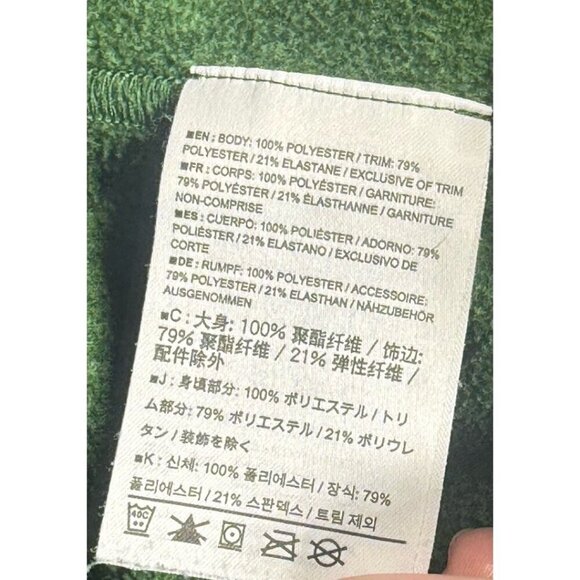 ■EN: BODY: 100% POLYESTER / TRIM: 79%
POLYESTER / 21% ELASTANE / EXCLUSIVE OF TRIM
■FR: CORPS: 100% POLYESTER / GARNITURE:
79% POLYÉSTER / 21% ÉLASTHANNE / GARNITURE
NON-COMPRISE
■ES: CUERPO: 100% POLIÉSTER / ADORNO: 79%
POLIÉSTER / 21% ELASTANO / EXCLUSIVO DE
CORTE
■DE: RUMPF: 100% POLYESTER / ACCESSOIRE:
79% POLYESTER / 21% ELASTHAN / NÄHZUBEHÖR
AUSGENOMMEN
■C: 大身: 100% 聚酯纤维 / 饰边:
79% 聚酯纤维 / 21% 弹性纤维 /
配件除外
■J: 身頃部分: 100% ポリエステル / トリ
ム部分: 79% ポリエステル / 21% ポリウレ
タン / 装飾を除く
■K: 신체: 100% 폴리에스터 / 장식: 79%
폴리에스터 / 21% 스판덱스 / 트림 제외
40C